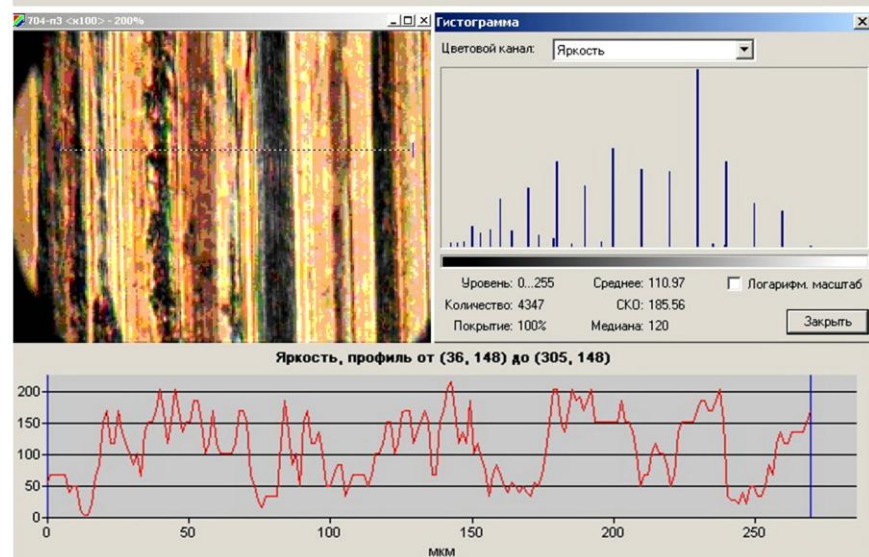 704-п3 <x100> - 200%
Гистограмма
Цветовой канал: Яркость
Уровень: 0...255 Среднее: 110.97 Логарифм. масштаб
Количество: 4347 СКО: 185.56
Покрытие: 100% Медиана: 120 Закрыть
Яркость, профиль от (36, 148) до (305, 148)
200
150
100
50
0
0 50 100 150 200 250
мкм